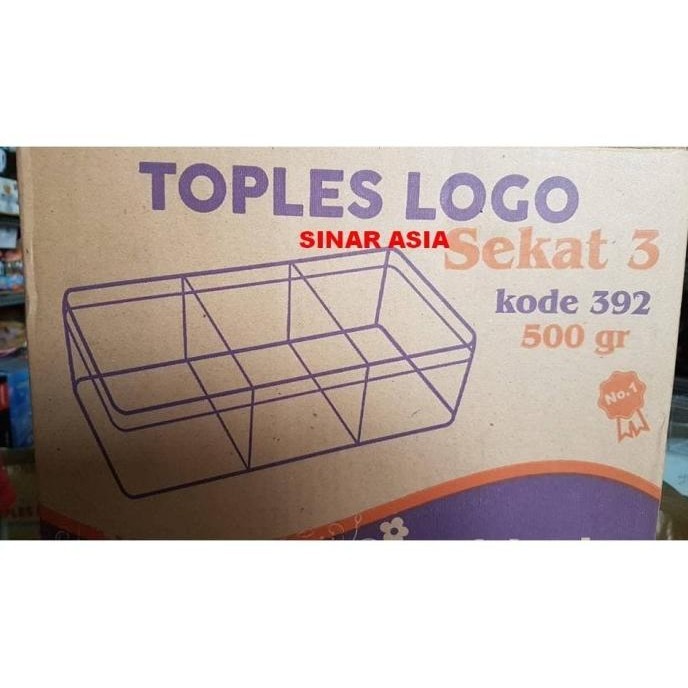 TOPLES LOGO
SINAR ASIA
Sekat 3
kode 392
500 gr
No.1